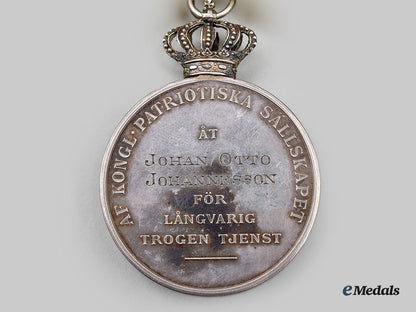 AF KONGL. PATRIOTISKA SÄLLSKAPET
ÅT
JOHAN OTTO
JOHANNESSON
FÖR
LÅNGVARIG
TROGEN TJENST
eMedals